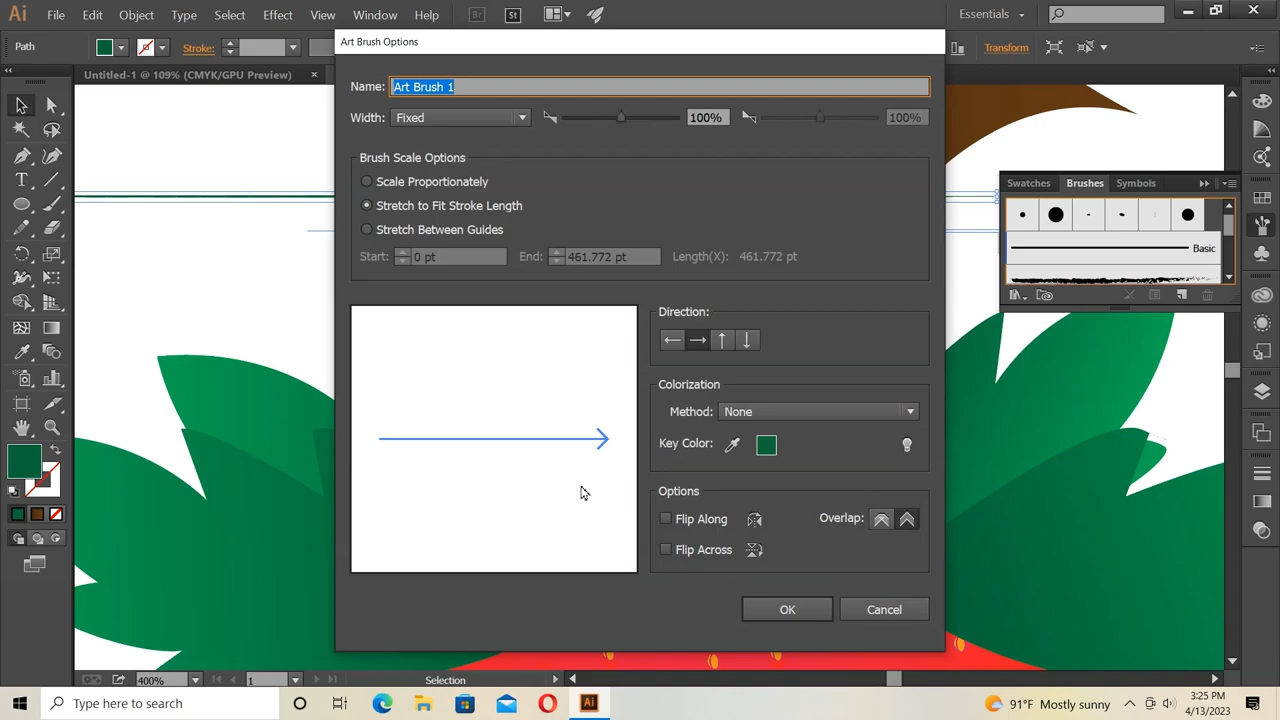 Ai File Edit Object Type Select Effect View Window Help Br St Essentials
Path Stroke: Transform
Untitled-1 @ 109% (CMYK/GPU Preview) ×
Art Brush Options
Name: Art Brush 1
Width: Fixed 100% 100%
Brush Scale Options
Scale Proportionately
Stretch to Fit Stroke Length
Stretch Between Guides
Start: 0 pt End: 461.772 pt Length(X): 461.772 pt
Direction:
Colorization
Method: None
Key Color:
Options
Flip Along Overlap:
Flip Across
OK Cancel
Swatches Brushes Symbols
Basic
400% 1 Selection
Type here to search
Ai
91°F Mostly sunny
3:25 PM
4/13/2023